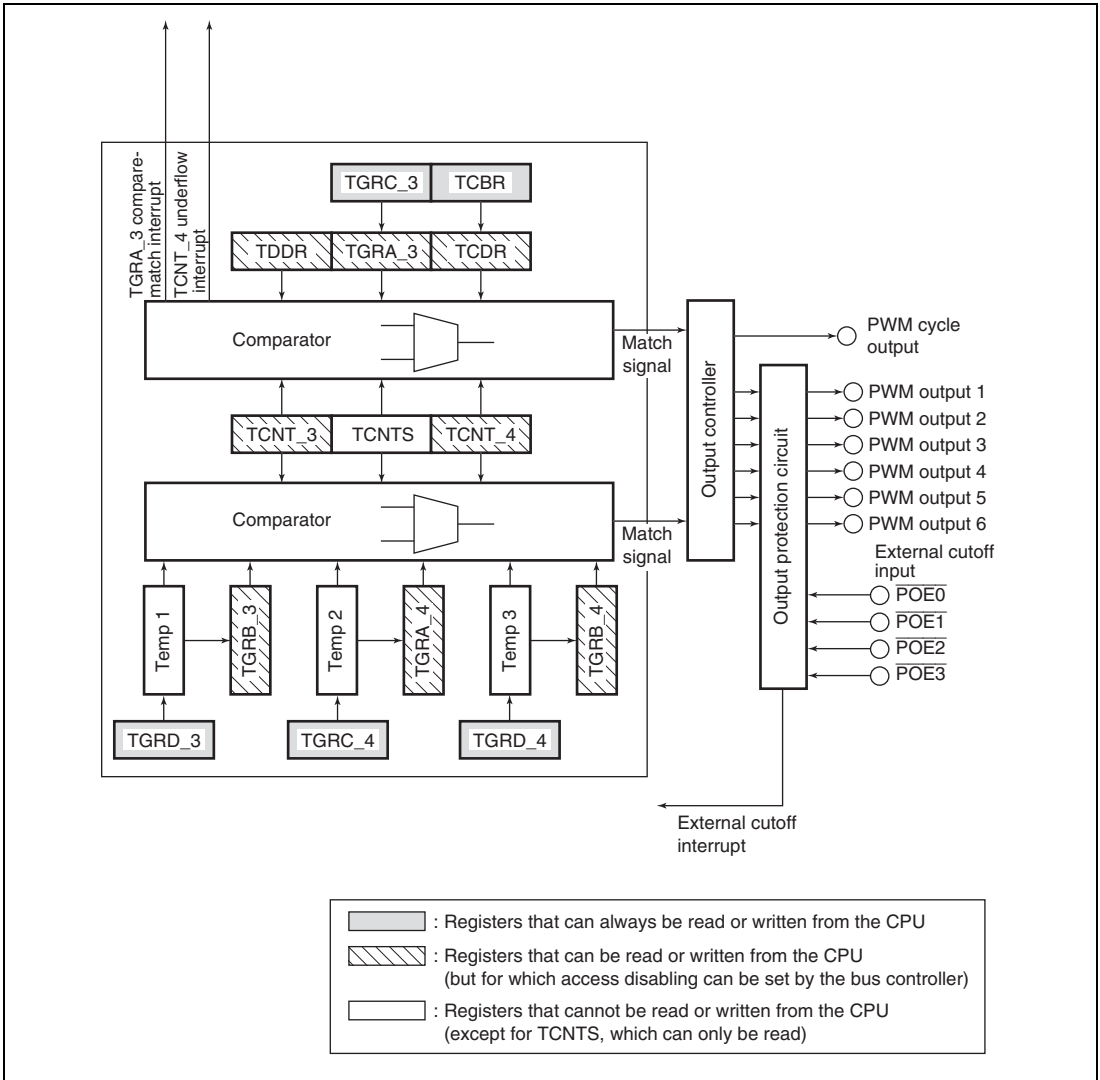 TGRA_3 compare-
match interrupt
TCNT_4 underflow
interrupt
TGRC_3
TCBR
TDDR
TGRA_3
TCDR
Comparator
Match
signal
TCNT_3
TCNTS
TCNT_4
Comparator
Match
signal
Temp 1
TGRB_3
Temp 2
TGRA_4
Temp 3
TGRB_4
TGRD_3
TGRC_4
TGRD_4
Output controller
Output protection circuit
PWM cycle
output
PWM output 1
PWM output 2
PWM output 3
PWM output 4
PWM output 5
PWM output 6
External cutoff
input
P̅O̅E̅0̅
P̅O̅E̅1̅
P̅O̅E̅2̅
P̅O̅E̅3̅
External cutoff
interrupt
: Registers that can always be read or written from the CPU
: Registers that can be read or written from the CPU
(but for which access disabling can be set by the bus controller)
: Registers that cannot be read or written from the CPU
(except for TCNTS, which can only be read)